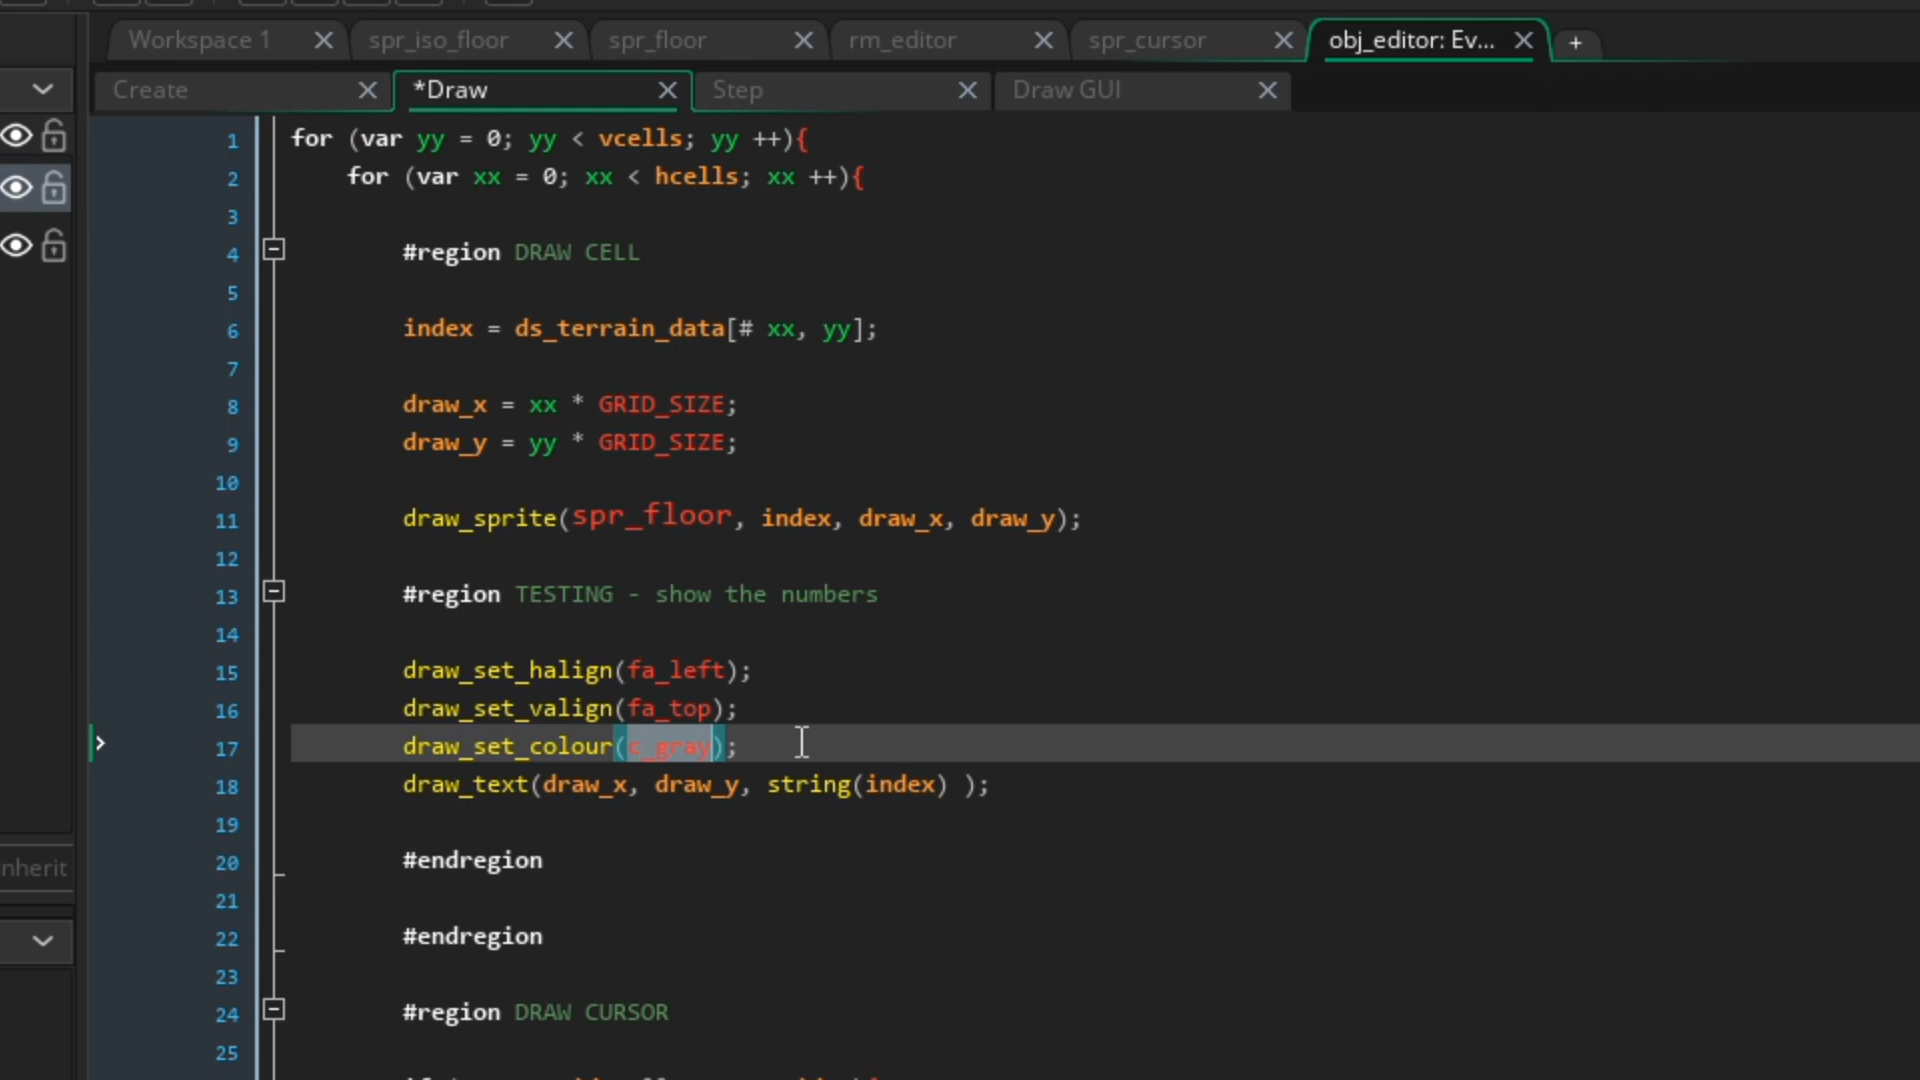 Workspace 1 spr_iso_floor spr_floor rm_editor spr_cursor obj_editor: Ev... +
Create *Draw Step Draw GUI
1 for (var yy = 0; yy < vcells; yy ++){
2 for (var xx = 0; xx < hcells; xx ++){
3
4 #region DRAW CELL
5
6 index = ds_terrain_data[# xx, yy];
7
8 draw_x = xx * GRID_SIZE;
9 draw_y = yy * GRID_SIZE;
10
11 draw_sprite(spr_floor, index, draw_x, draw_y);
12
13 #region TESTING - show the numbers
14
15 draw_set_halign(fa_left);
16 draw_set_valign(fa_top);
17 draw_set_colour(c_gray);
18 draw_text(draw_x, draw_y, string(index) );
19
nherit
20 #endregion
21
22 #endregion
23
24 #region DRAW CURSOR
25